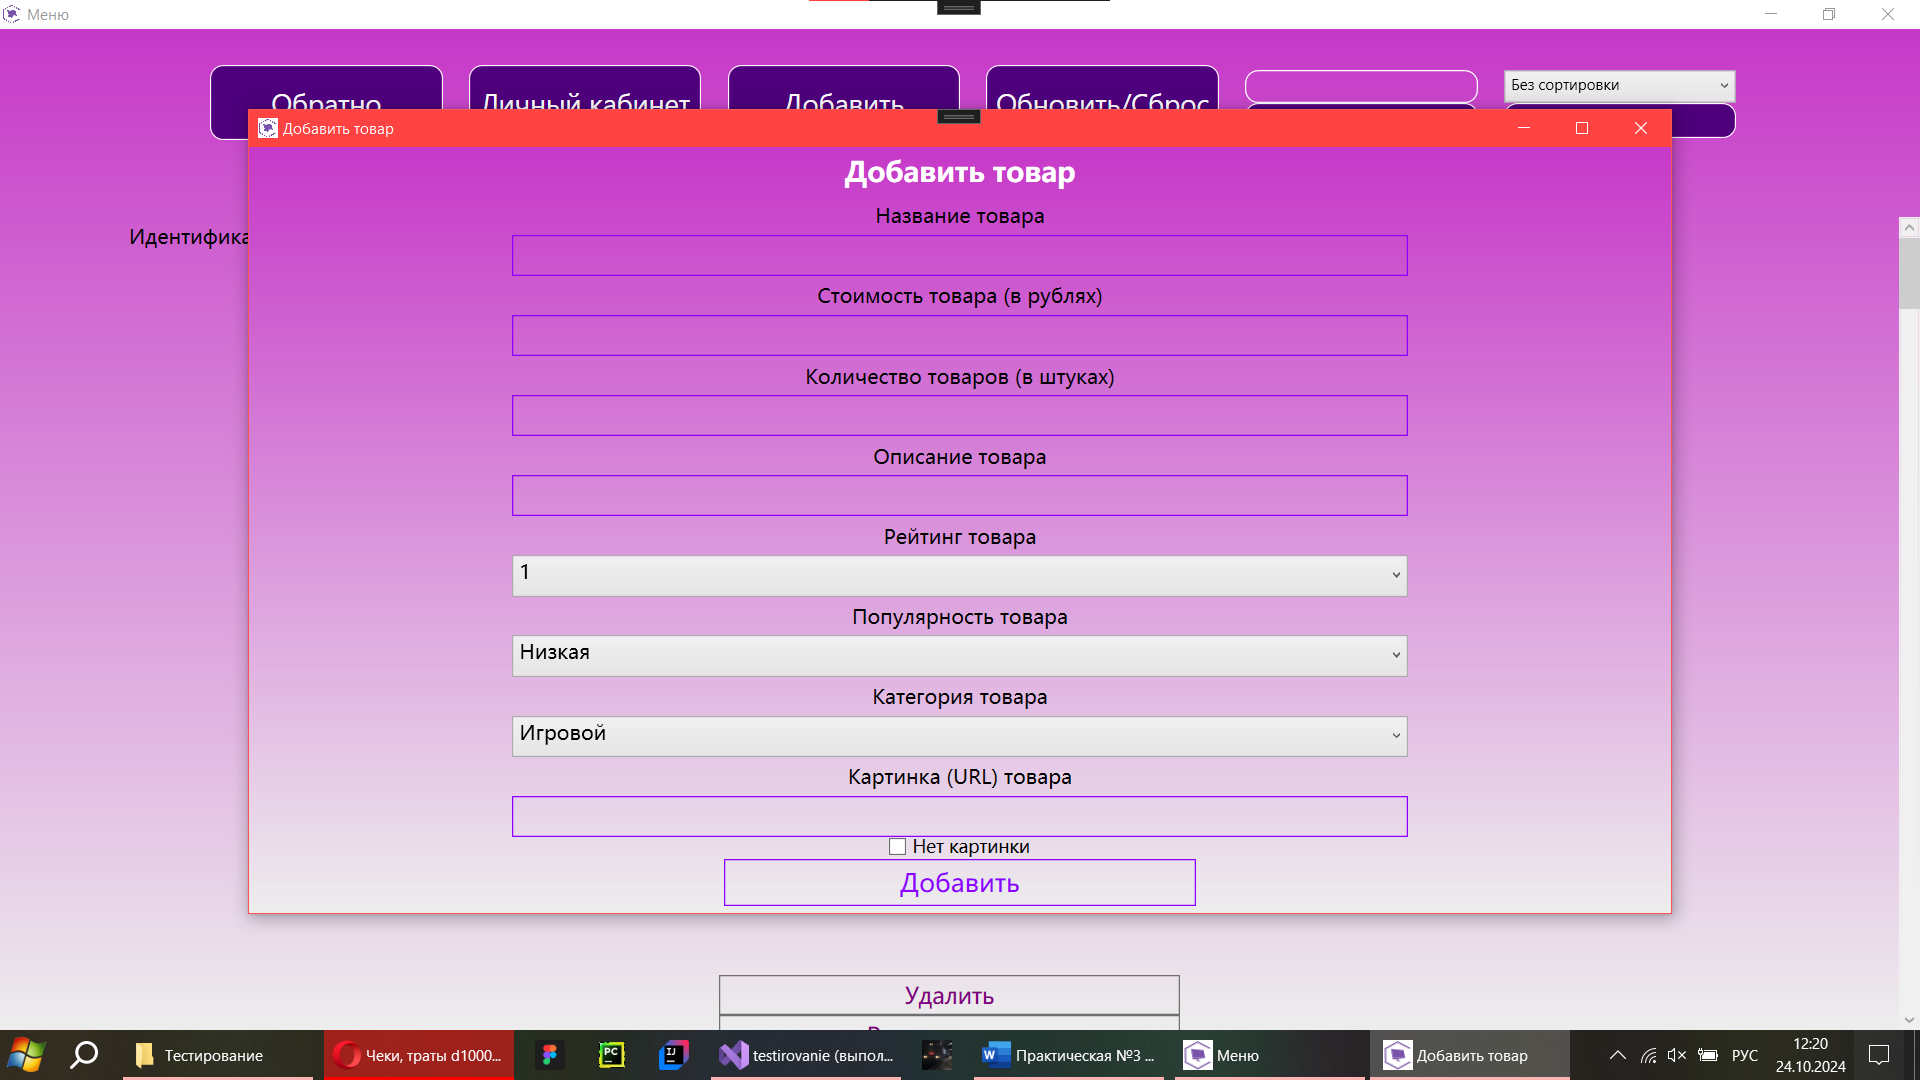 Меню
Обратно
Личный кабинет
Добавить
Обновить/Сброс
Без сортировки
Добавить товар
Добавить товар
Идентифика
Название товара
Стоимость товара (в рублях)
Количество товаров (в штуках)
Описание товара
Рейтинг товара
1
Популярность товара
Низкая
Категория товара
Игровой
Картинка (URL) товара
Нет картинки
Добавить
Удалить
Тестирование
Чеки, траты d1000...
PC
IJ
testirovanie (выпол...
Практическая №3 ...
Меню
Добавить товар
РУС
12:20
24.10.2024